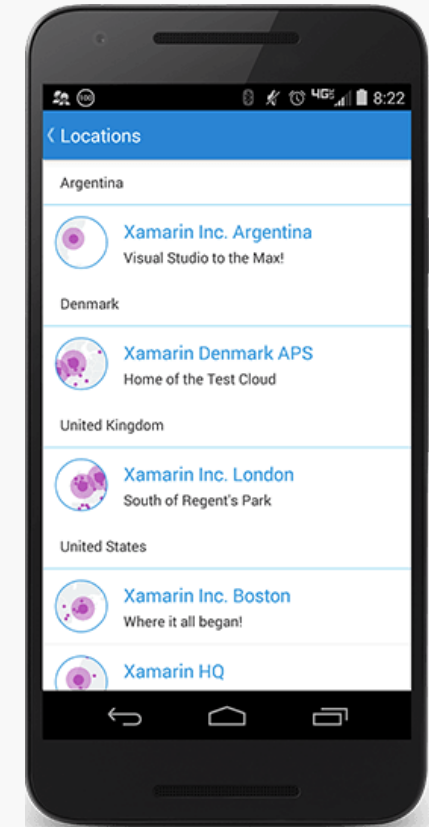 100
4G
8:22
Locations
Argentina
Xamarin Inc. Argentina
Visual Studio to the Max!
Denmark
Xamarin Denmark APS
Home of the Test Cloud
United Kingdom
Xamarin Inc. London
South of Regent's Park
United States
Xamarin Inc. Boston
Where it all began!
Xamarin HQ